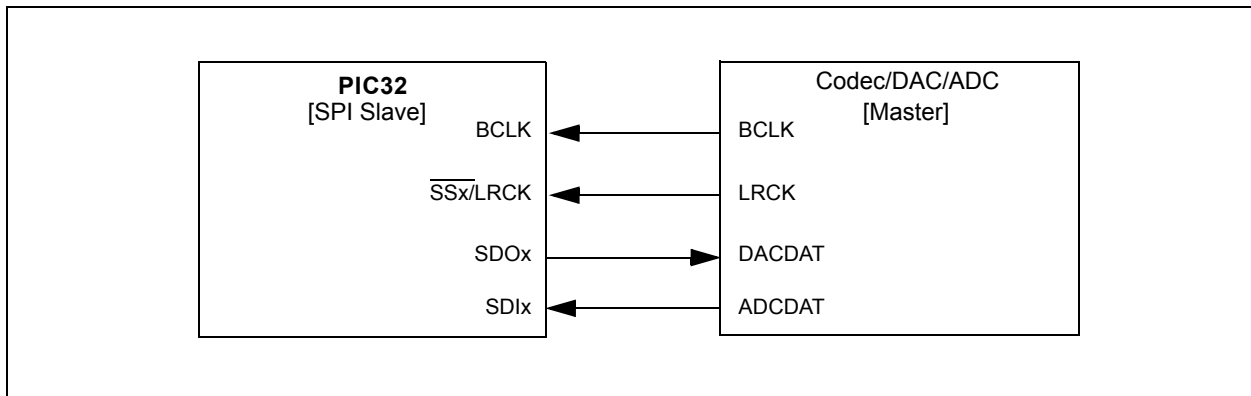 PIC32
[SPI Slave]
BCLK
SSx/LRCK
SDOx
SDIx
Codec/DAC/ADC
[Master]
BCLK
LRCK
DACDAT
ADCDAT